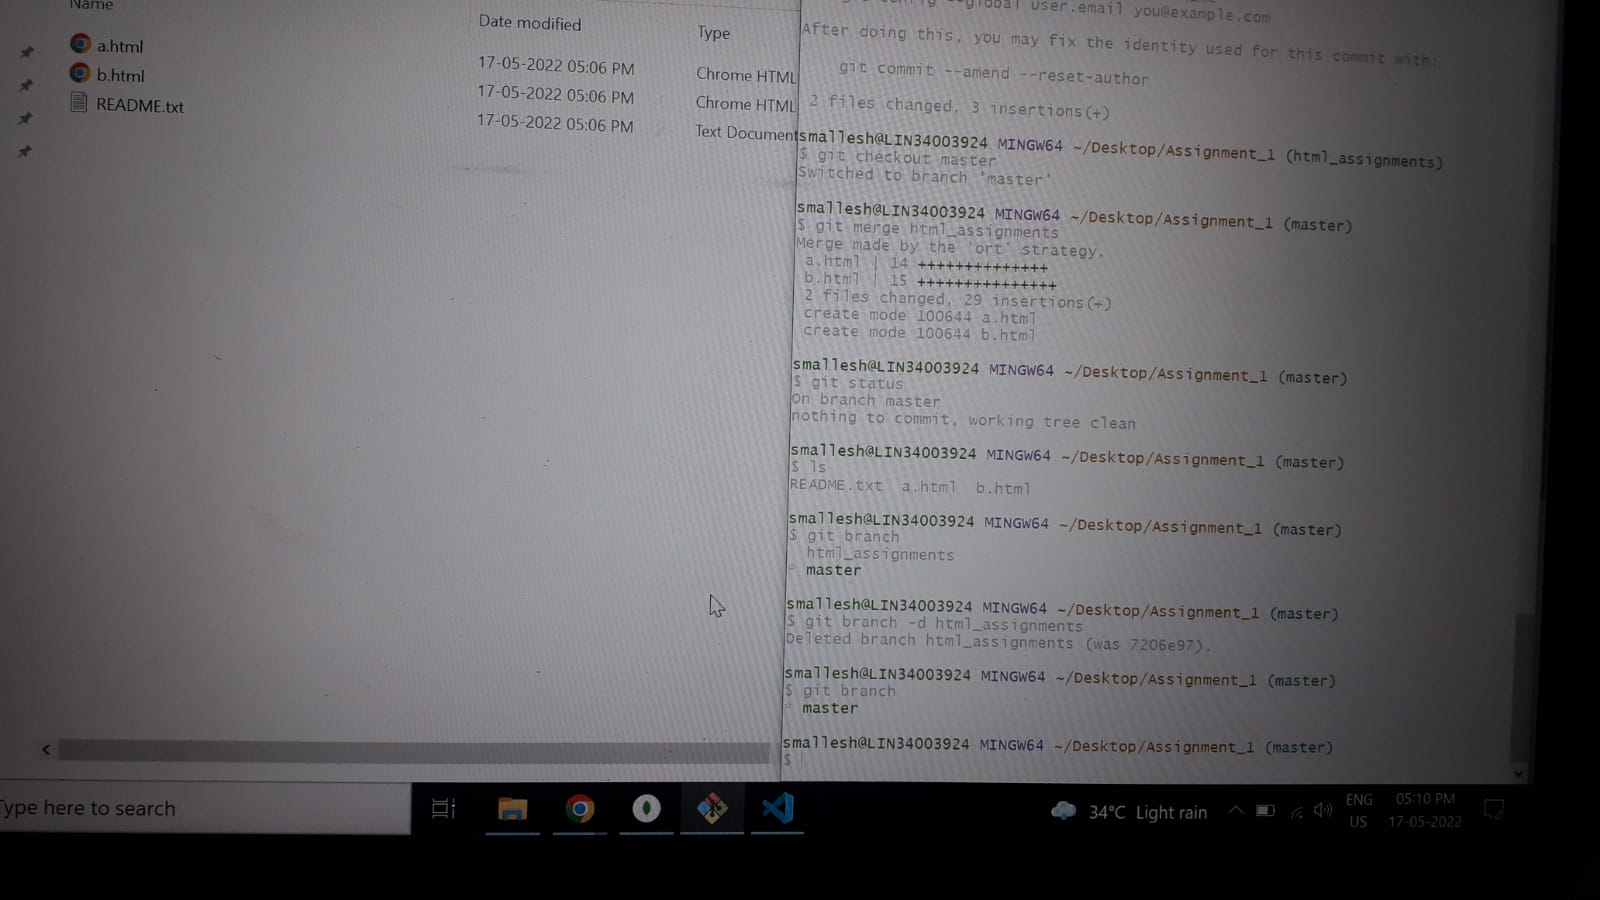 Name
Date modified
Type
a.html
17-05-2022 05:06 PM
Chrome HTML
b.html
17-05-2022 05:06 PM
Chrome HTML
README.txt
17-05-2022 05:06 PM
Text Document
--global user.email you@example.com
After doing this, you may fix the identity used for this commit with:
git commit --amend --reset-author
2 files changed, 3 insertions(+)
smallesh@LIN34003924 MINGW64 ~/Desktop/Assignment_1 (html_assignments)
$ git checkout master
Switched to branch 'master'
smallesh@LIN34003924 MINGW64 ~/Desktop/Assignment_1 (master)
$ git merge html_assignments
Merge made by the 'ort' strategy.
a.html | 14 ++++++++++++++
b.html | 15 +++++++++++++++
2 files changed, 29 insertions(+)
create mode 100644 a.html
create mode 100644 b.html
smallesh@LIN34003924 MINGW64 ~/Desktop/Assignment_1 (master)
$ git status
On branch master
nothing to commit, working tree clean
smallesh@LIN34003924 MINGW64 ~/Desktop/Assignment_1 (master)
$ ls
README.txt a.html b.html
smallesh@LIN34003924 MINGW64 ~/Desktop/Assignment_1 (master)
$ git branch
html_assignments
* master
smallesh@LIN34003924 MINGW64 ~/Desktop/Assignment_1 (master)
$ git branch -d html_assignments
Deleted branch html_assignments (was 7206e97).
smallesh@LIN34003924 MINGW64 ~/Desktop/Assignment_1 (master)
$ git branch
* master
smallesh@LIN34003924 MINGW64 ~/Desktop/Assignment_1 (master)
$
Type here to search
34°C Light rain
ENG
US
05:10 PM
17-05-2022